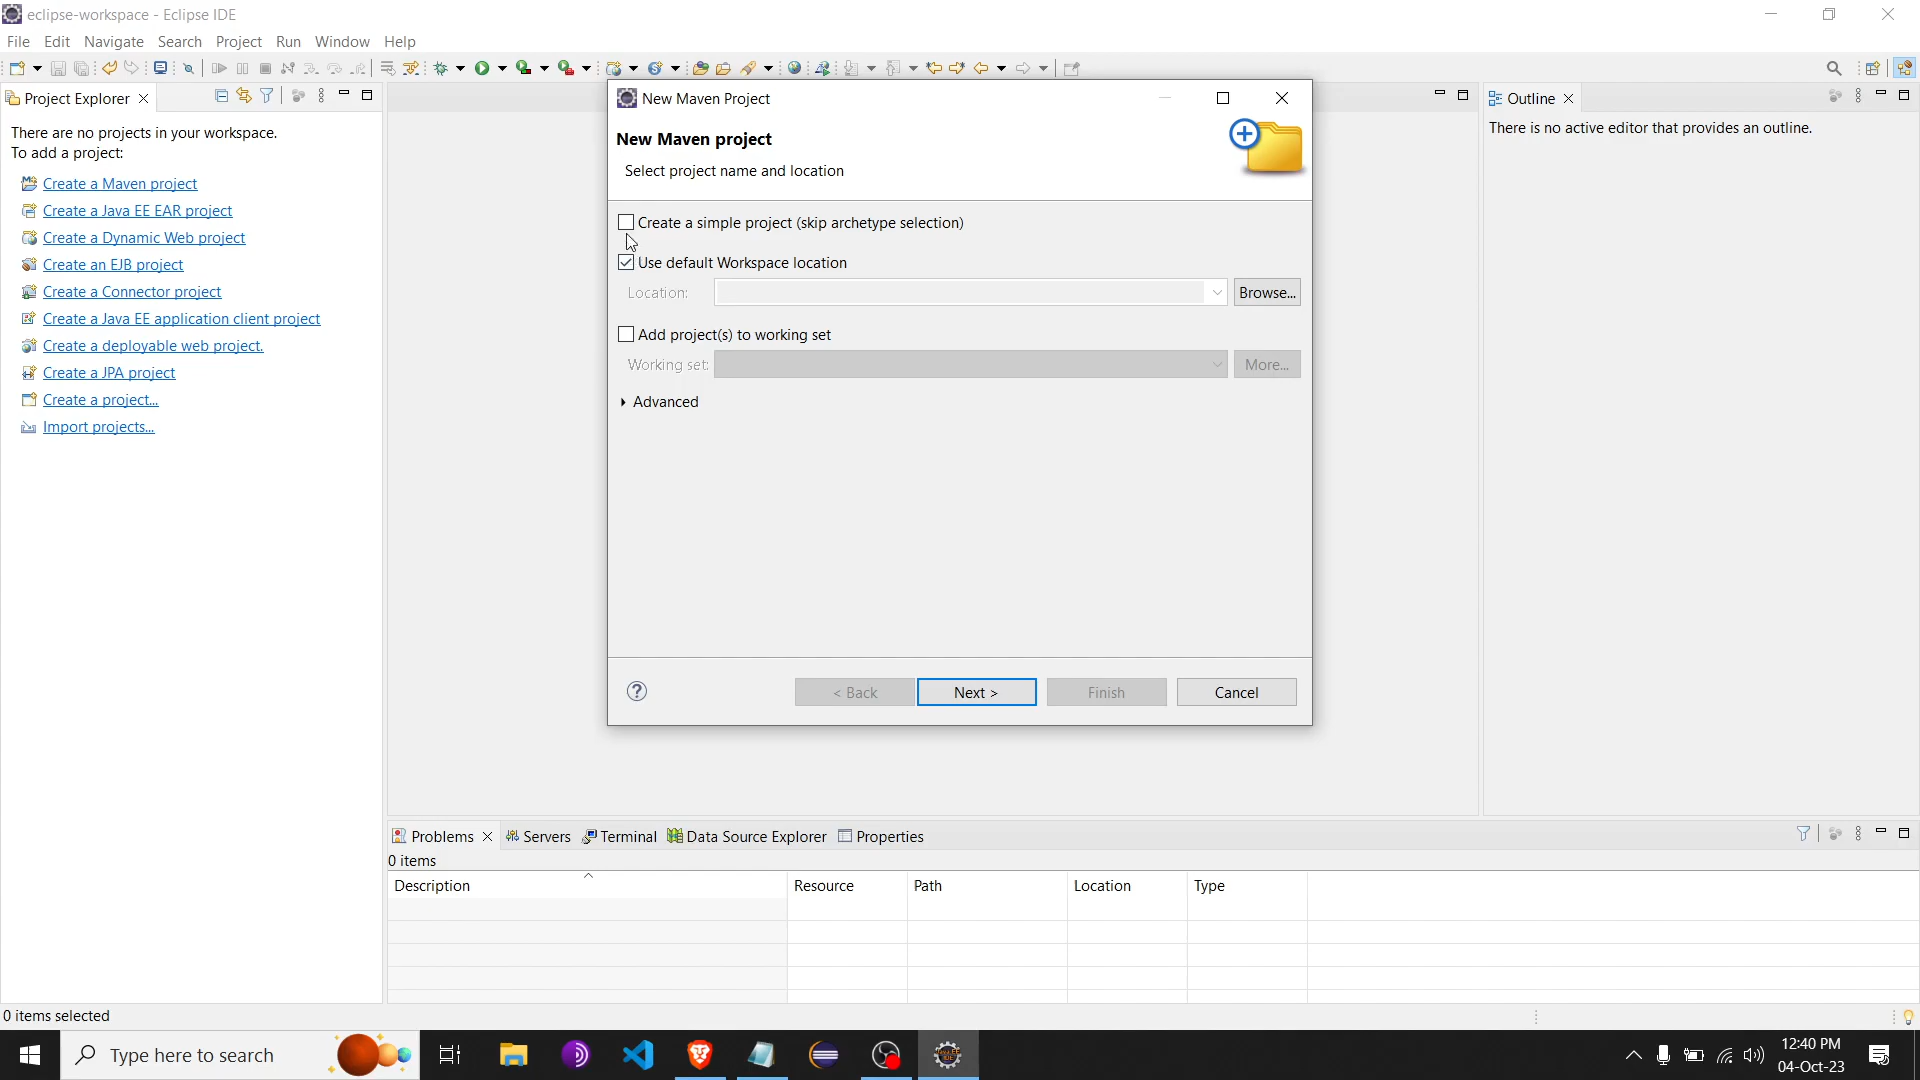 eclipse-workspace - Eclipse IDE
File Edit Navigate Search Project Run Window Help
Project Explorer
There are no projects in your workspace.
To add a project:
Create a Maven project
Create a Java EE EAR project
Create a Dynamic Web project
Create an EJB project
Create a Connector project
Create a Java EE application client project
Create a deployable web project.
Create a JPA project
Create a project...
Import projects...
New Maven Project
New Maven project
Select project name and location
Create a simple project (skip archetype selection)
Use default Workspace location
Location: Browse...
Add project(s) to working set
Working set: More...
Advanced
< Back Next > Finish Cancel
Outline
There is no active editor that provides an outline.
Problems Servers Terminal Data Source Explorer Properties
0 items
Description Resource Path Location Type
0 items selected
Type here to search
12:40 PM
04-Oct-23